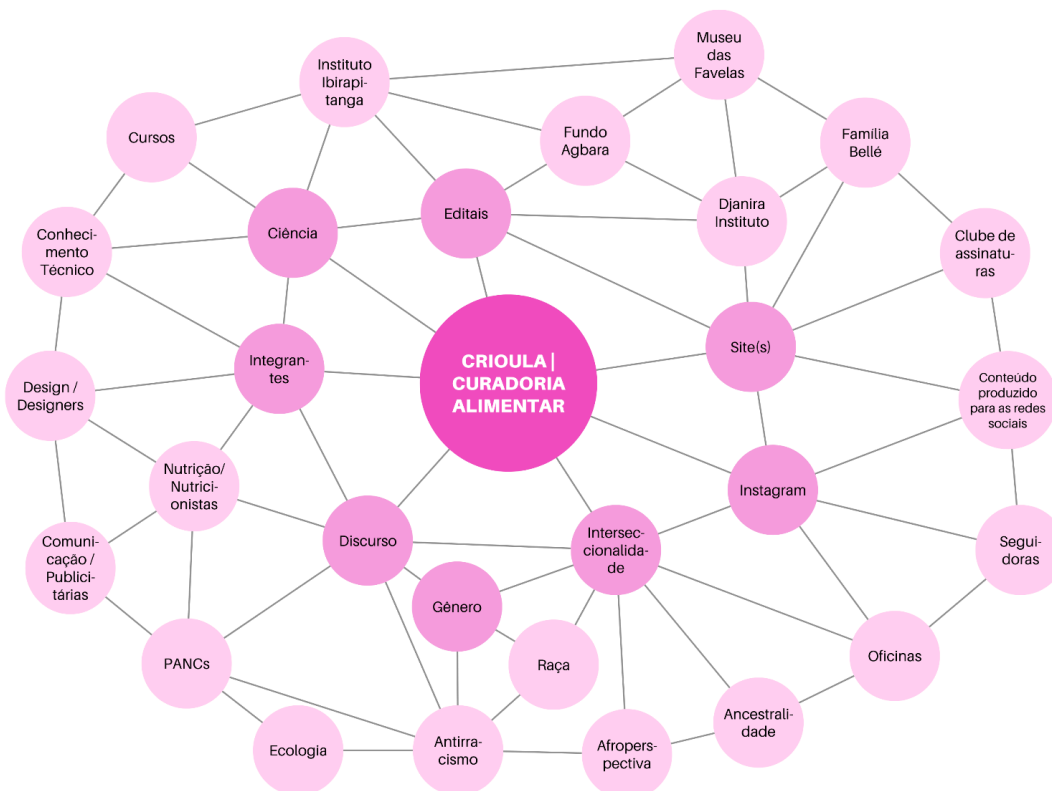 Museu
das
Favelas
Instituto
Ibirapi-
tanga
Cursos
Fundo
Agbara
Família
Bellé
Ciência
Editais
Djanira
Instituto
Conheci-
mento
Técnico
Clube de
assinatu-
ras
Integran-
tes
CRIOULA |
CURADORIA
ALIMENTAR
Site(s)
Design /
Designers
Conteúdo
produzido
para as redes
sociais
Nutrição/
Nutrici-
onistas
Instagram
Discurso
Intersec-
cionalida-
de
Comuni-
cação /
Publici-
tárias
Segui-
doras
Gênero
PANCs
Raça
Oficinas
Ecologia
Antirra-
cismo
Afropers-
pectiva
Ancestrali-
dade